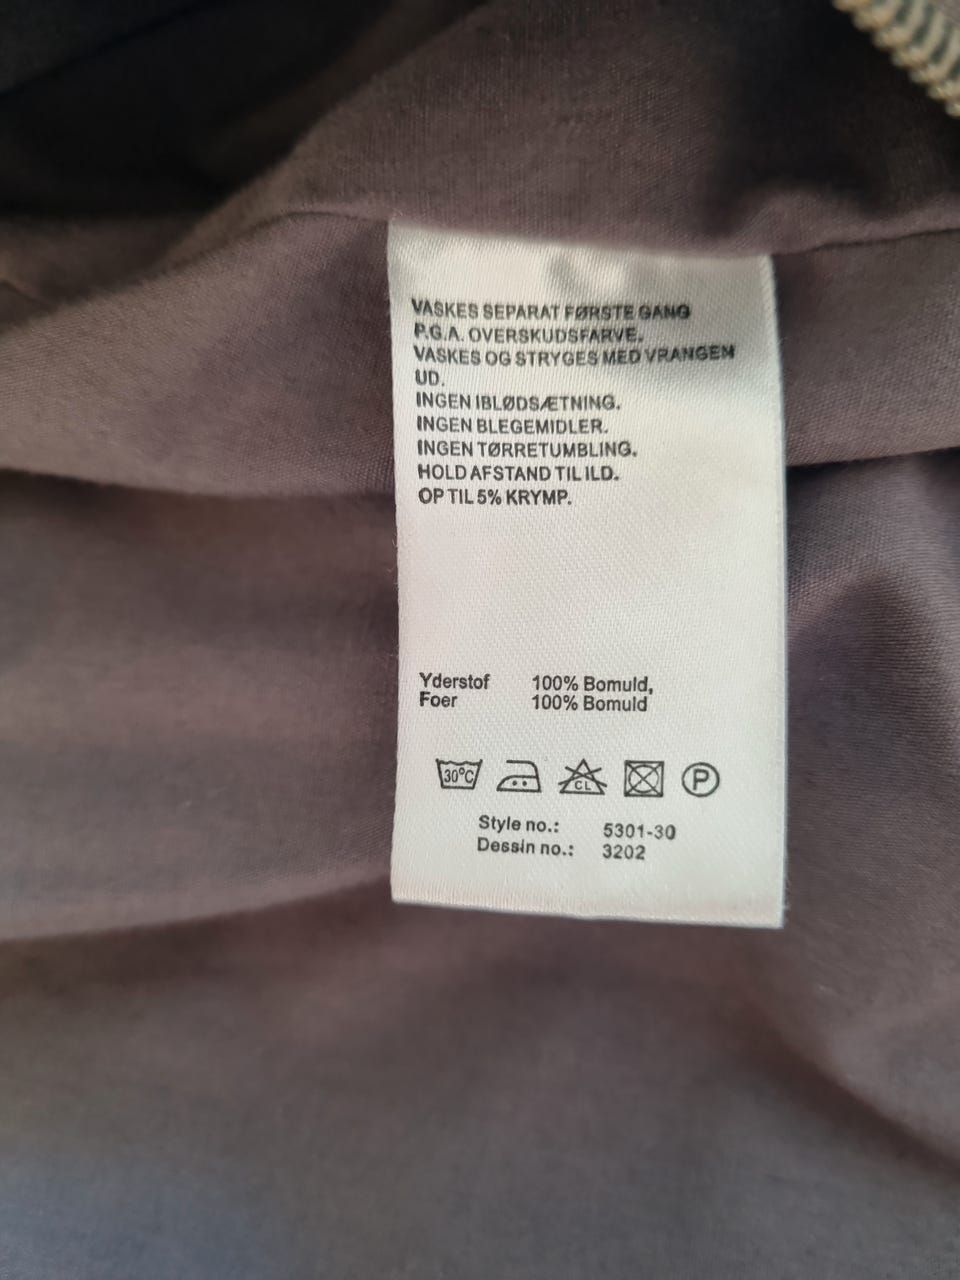 VASKES SEPARAT FØRSTE GANG
P.G.A. OVERSKUDSFARVE.
VASKES OG STRYGES MED VRANGEN
UD.
INGEN IBLØDSÆTNING.
INGEN BLEGEMIDLER.
INGEN TØRRETUMBLING.
HOLD AFSTAND TIL ILD.
OP TIL 5% KRYMP.
Yderstof 100% Bomuld,
Foer 100% Bomuld
30°C CL P
Style no.: 5301-30
Dessin no.: 3202